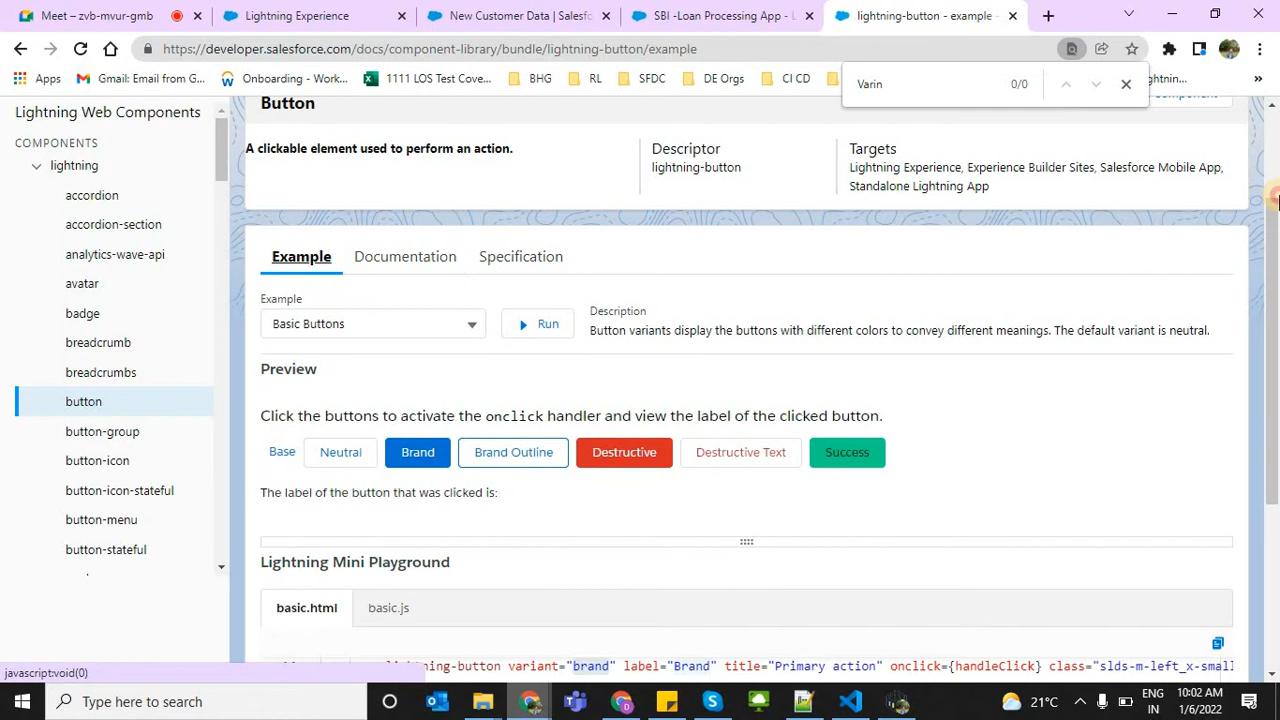 Meet – zvb-mvur-gmb
Lightning Experience
New Customer Data | Salesf
SBI -Loan Processing App - L
lightning-button - example -
https://developer.salesforce.com/docs/component-library/bundle/lightning-button/example
Apps
Gmail: Email from G...
Onboarding - Work...
1111 LOS Test Cove...
BHG
RL
SFDC
DE Orgs
CI CD
ghtnin...
»
Varin
0/0
Lightning Web Components
COMPONENTS
lightning
accordion
accordion-section
analytics-wave-api
avatar
badge
breadcrumb
breadcrumbs
button
button-group
button-icon
button-icon-stateful
button-menu
button-stateful
Button
A clickable element used to perform an action.
Descriptor
lightning-button
Targets
Lightning Experience, Experience Builder Sites, Salesforce Mobile App,
Standalone Lightning App
Example
Documentation
Specification
Example
Basic Buttons
Run
Description
Button variants display the buttons with different colors to convey different meanings. The default variant is neutral.
Preview
Click the buttons to activate the onclick handler and view the label of the clicked button.
Base
Neutral
Brand
Brand Outline
Destructive
Destructive Text
Success
The label of the button that was clicked is:
Lightning Mini Playground
basic.html
basic.js
lightning-button variant="brand" label="Brand" title="Primary action" onclick={handleClick} class="slds-m-left_x-small
javascript:void(0)
Type here to search
21°C
ENG
IN
10:02 AM
1/6/2022